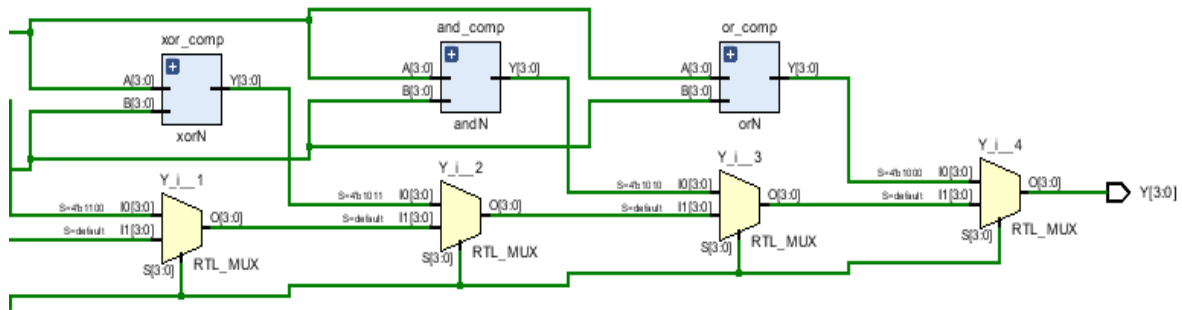 xor_comp
A[3:0]
B[3:0]
Y[3:0]
xorN
and_comp
A[3:0]
B[3:0]
Y[3:0]
andN
or_comp
A[3:0]
B[3:0]
Y[3:0]
orN
Y_i__1
S=4'b1100 I0[3:0]
S=default I1[3:0]
O[3:0]
S[3:0]
RTL_MUX
Y_i__2
S=4'b1011 I0[3:0]
S=default I1[3:0]
O[3:0]
S[3:0]
RTL_MUX
Y_i__3
S=4'b1010 I0[3:0]
S=default I1[3:0]
O[3:0]
S[3:0]
RTL_MUX
Y_i__4
S=4'b1000 I0[3:0]
S=default I1[3:0]
O[3:0]
S[3:0]
RTL_MUX
Y[3:0]